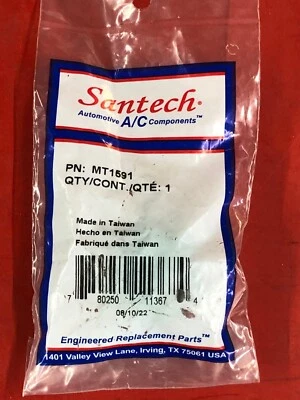 Santech®
Automotive A/C Components™
PN: MT1591
QTY/CONT./QTÉ: 1
Made in Taiwan
Hecho en Taiwan
Fabriqué dans Taiwan
7 80250 11367 4
08/10/22
Engineered Replacement Parts™
1401 Valley View Lane, Irving, TX 75061 USA